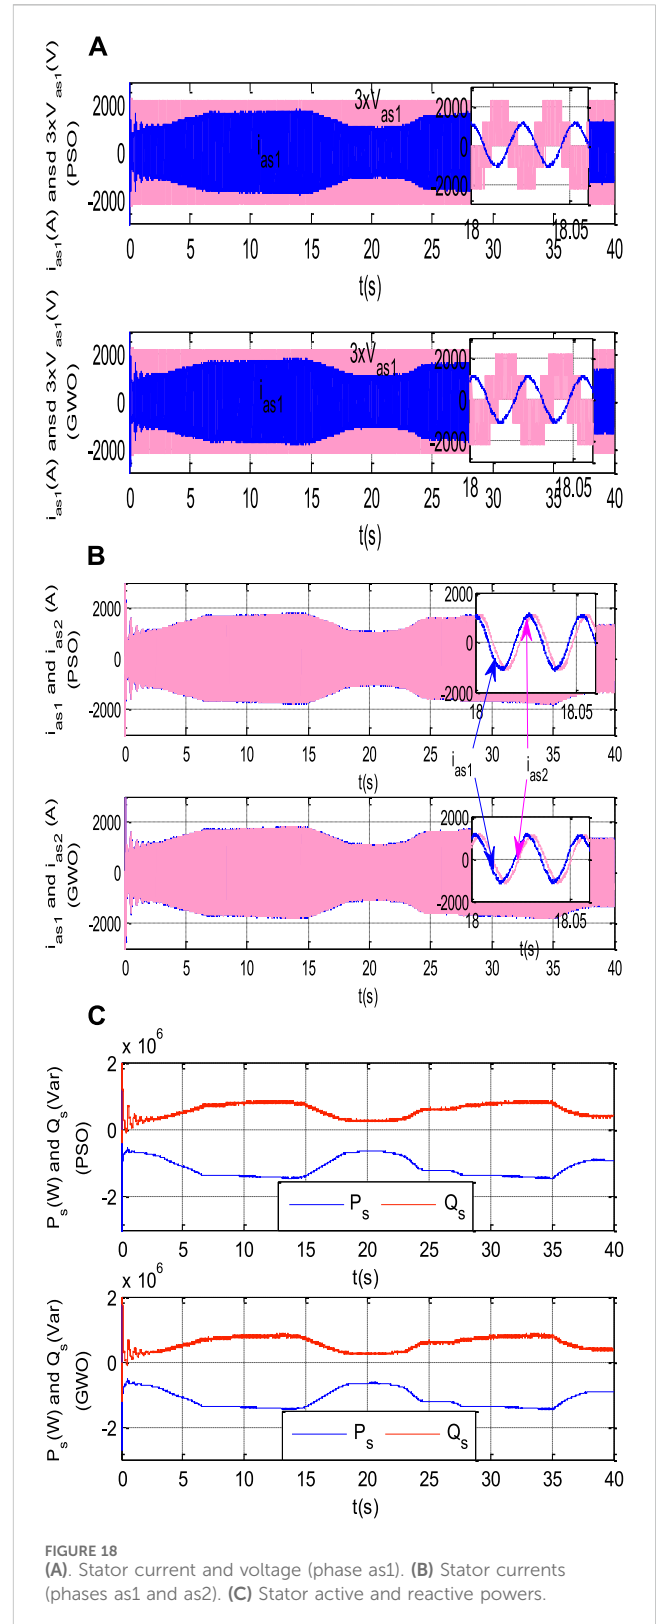 A
i_as1(A) ansd 3xV_as1(V)
(PSO)
2000
0
-2000
3xV_as1
i_as1
2000
0
-2000
18
18.05
0 5 10 15 20 25 30 35 40
t(s)
i_as1(A) ansd 3xV_as1(V)
(GWO)
2000
0
-2000
3xV_as1
i_as1
2000
0
-2000
18
18.05
0 5 10 15 20 25 30 35 40
t(s)
B
i_as1 and i_as2 (A)
(PSO)
2000
0
-2000
2000
0
-2000
18
18.05
0 5 10 15 20 25 30 35 40
t(s)
i_as1
i_as2
i_as1 and i_as2 (A)
(GWO)
2000
0
-2000
2000
0
-2000
18
18.05
t(s)
0 5 10 15 20 25 30 35 40
t(s)
C
x 10^6
P_s(W) and Q_s(Var)
(PSO)
2
0
-2
P_s Q_s
0 5 10 15 20 25 30 35 40
t(s)
x 10^6
P_s(W) and Q_s(Var)
(GWO)
2
0
-2
P_s Q_s
0 5 10 15 20 25 30 35 40
t(s)
FIGURE 18
(A). Stator current and voltage (phase as1). (B) Stator currents
(phases as1 and as2). (C) Stator active and reactive powers.